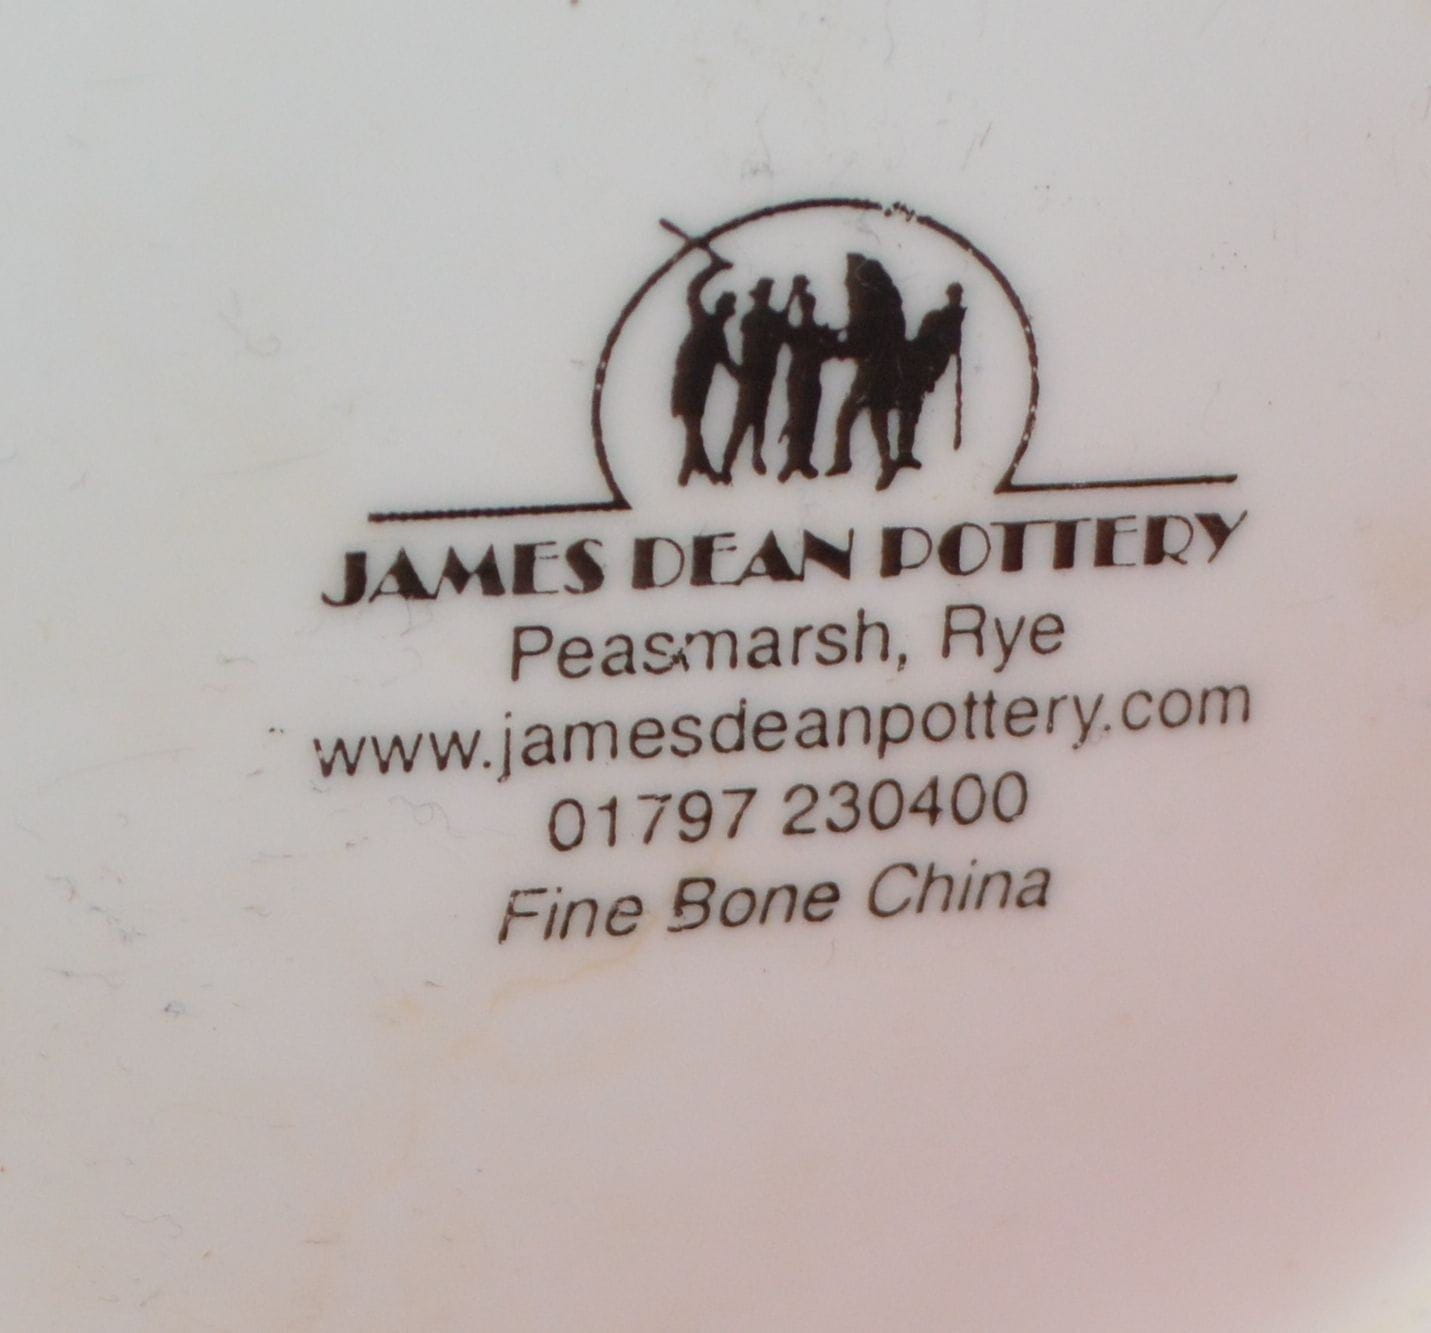 JAMES DEAN POTTERY
Peasmarsh, Rye
www.jamesdeanpottery.com
01797 230400
Fine Bone China